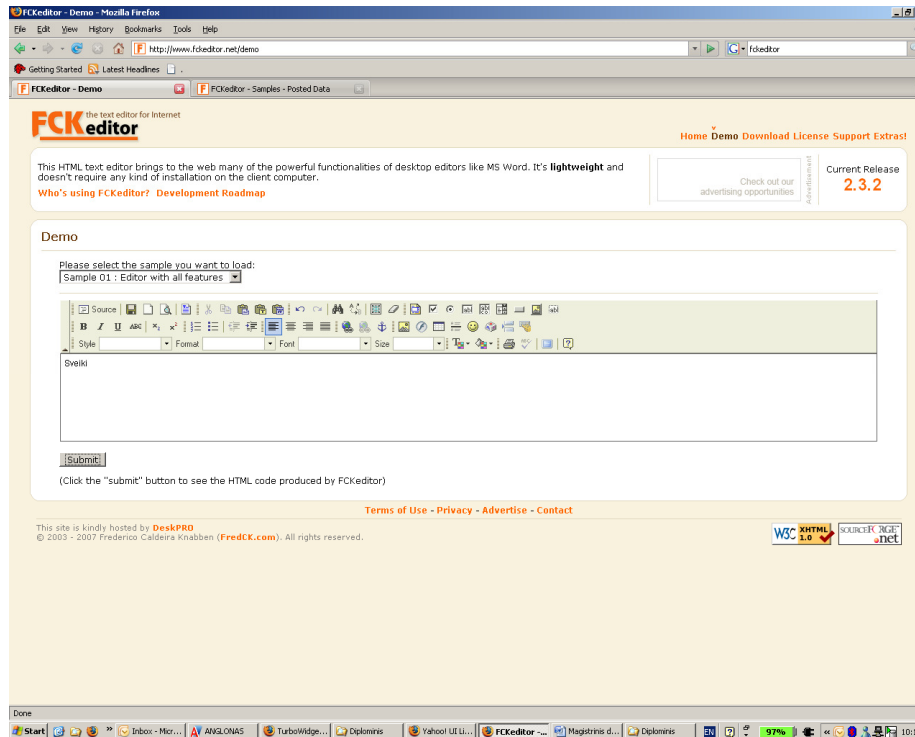 FCKeditor - Demo - Mozilla Firefox
File Edit View History Bookmarks Tools Help
http://www.fckeditor.net/demo
fckeditor
Getting Started Latest Headlines
FCKeditor - Demo
FCKeditor - Samples - Posted Data
the text editor for Internet
FCKeditor
Home Demo Download License Support Extras!
This HTML text editor brings to the web many of the powerful functionalities of desktop editors like MS Word. It's lightweight and
doesn't require any kind of installation on the client computer.
Who's using FCKeditor? Development Roadmap
Check out our
advertising opportunities
Advertisement
Current Release
2.3.2
Demo
Please select the sample you want to load:
Sample 01 : Editor with all features
Source
B I U ABC
Style Format Font Size
Sveiki
Submit
(Click the "submit" button to see the HTML code produced by FCKeditor)
Terms of Use - Privacy - Advertise - Contact
This site is kindly hosted by DeskPRO
© 2003 - 2007 Frederico Caldeira Knabben (FredCK.com). All rights reserved.
W3C XHTML 1.0
SOURCEFORGE .net
Done
Start Inbox - Micr... ANGLONAS TurboWidge... Diplominis Yahoo! UI Li... FCKeditor -... Magistrinis d... Diplominis EN 97% 10: